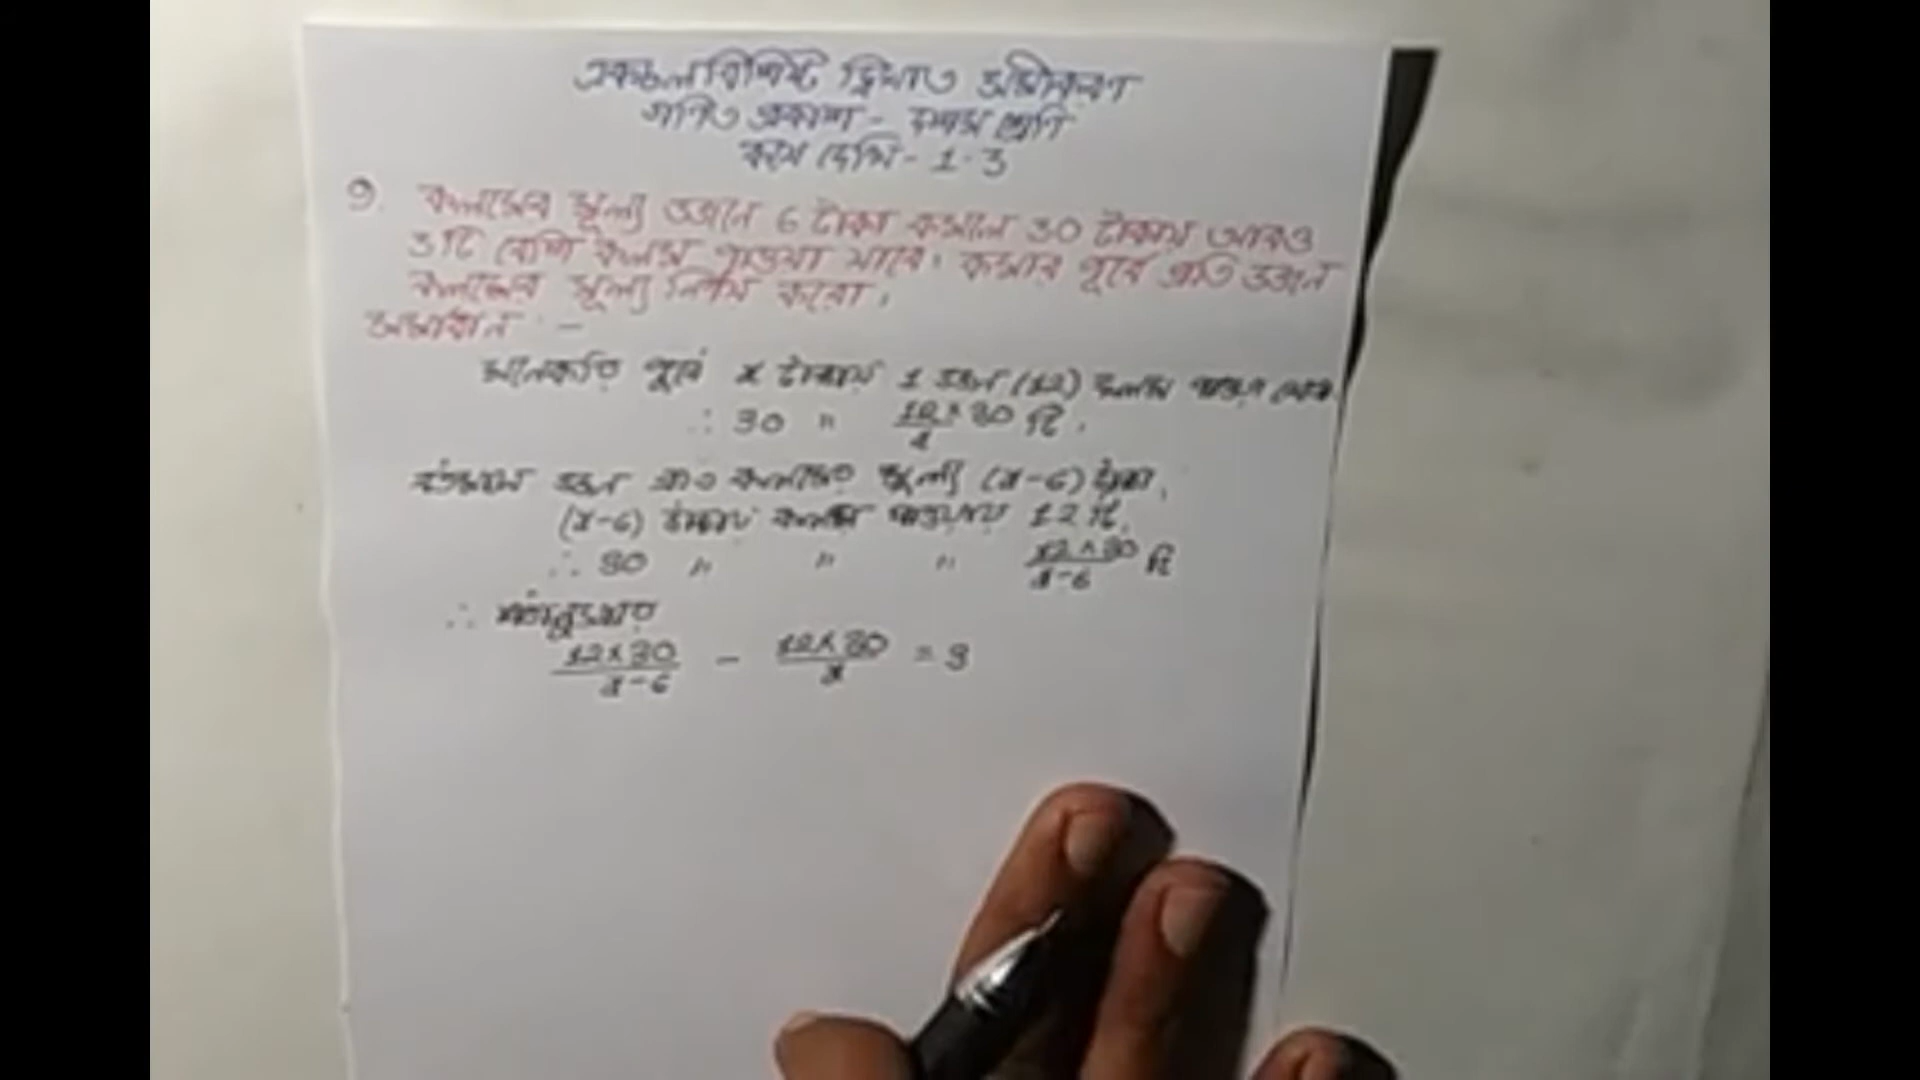 একচলবিশিষ্ট দ্বিঘাত সমীকরণ
গণিত প্রকাশ - দশম শ্রেণি
কষে দেখি - 1.3
9. কলমের মূল্য ডজনে 6 টাকা কমলে 30 টাকায় আরও
3টি বেশি কলম পাওয়া যাবে। কমার পূর্বে প্রতি ডজন
কলমের মূল্য নির্ণয় করো।
সমাধান :-
মনেকরি পূর্বে x টাকায় 1 ডজন (12) কলম পাওয়া যেত
∴ 30 " 12×30/x টি।
বর্তমানে ডজন প্রতি কলমের মূল্য (x-6) টাকা,
(x-6) টাকায় কলম পাওয়া যায় 12 টি,
∴ 30 " " " 12×30/x-6 টি
∴ শর্তানুসারে
12×30/x-6 - 12×30/x = 3